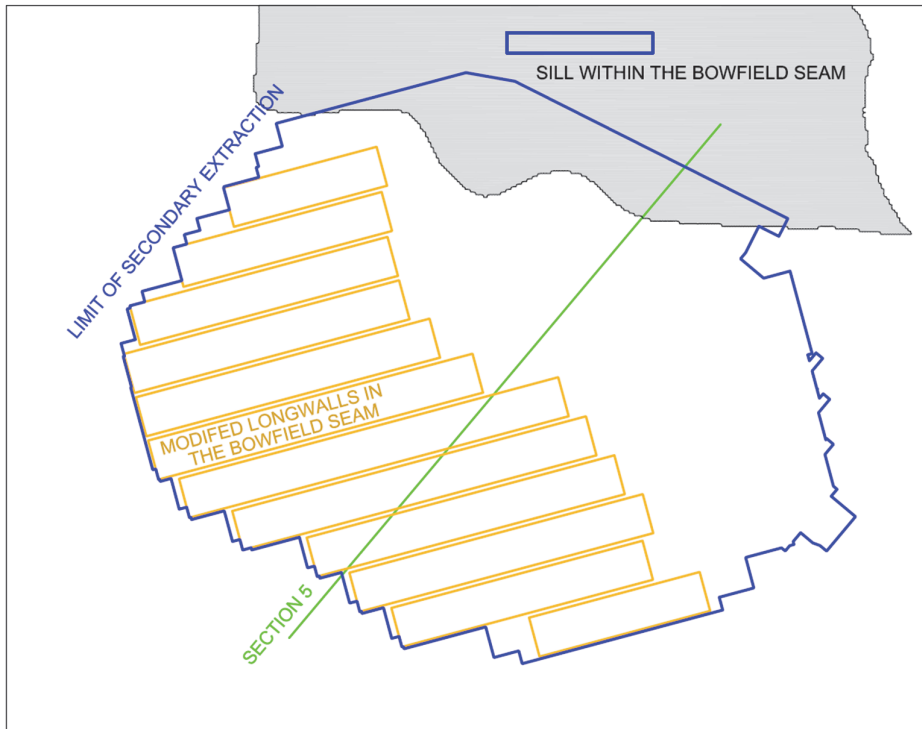 SILL WITHIN THE BOWFIELD SEAM
LIMIT OF SECONDARY EXTRACTION
MODIFED LONGWALLS IN
THE BOWFIELD SEAM
SECTION 5